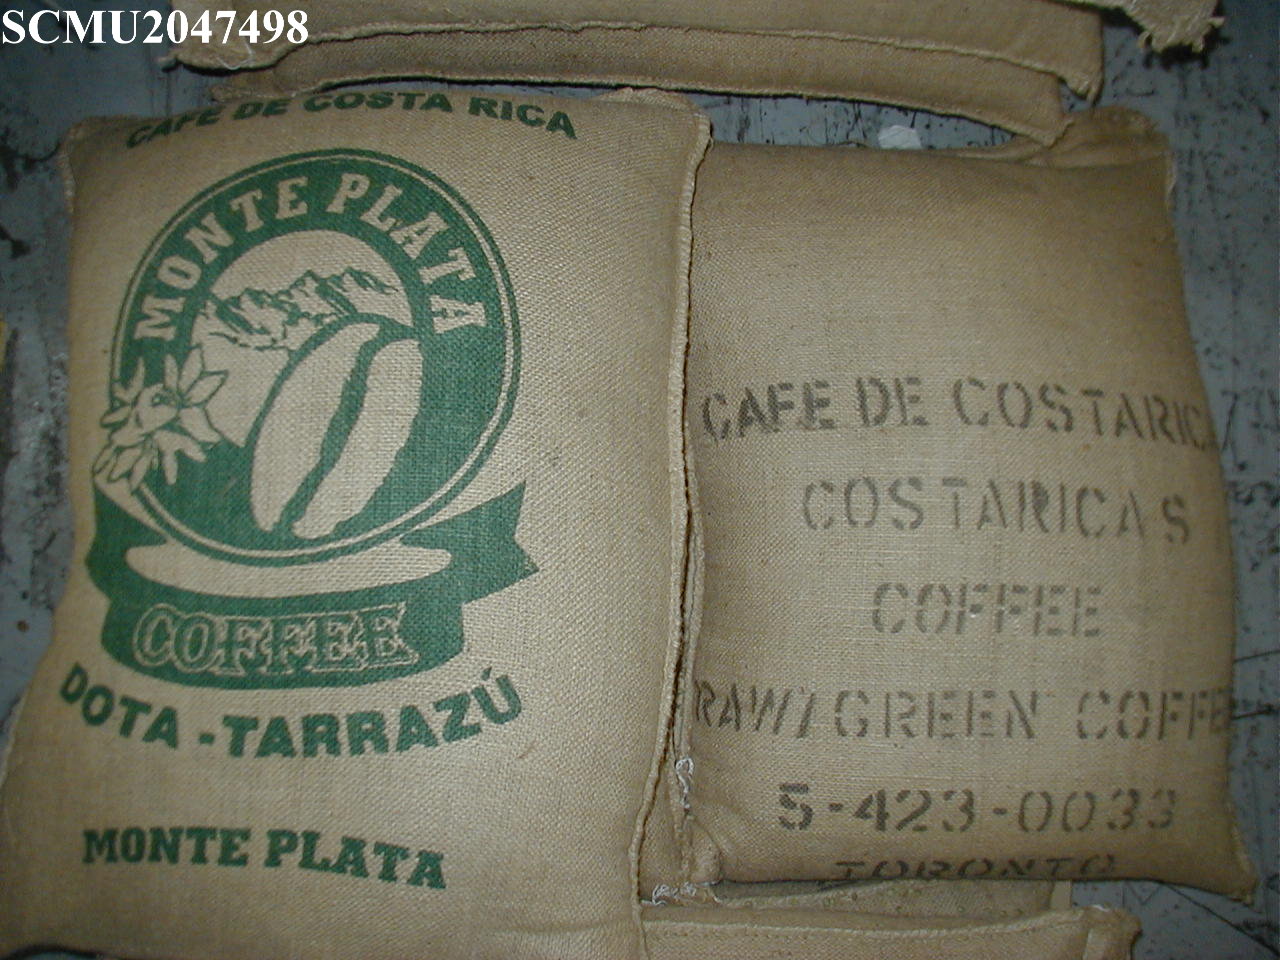 SCMU2047498
CAFE DE COSTA RICA
MONTE PLATA
COFFEE
DOTA - TARRAZÚ
MONTE PLATA
CAFE DE COSTARICA
COSTARICA S
COFFEE
RAW/GREEN COFFEE
5-423-0033
TORONTO